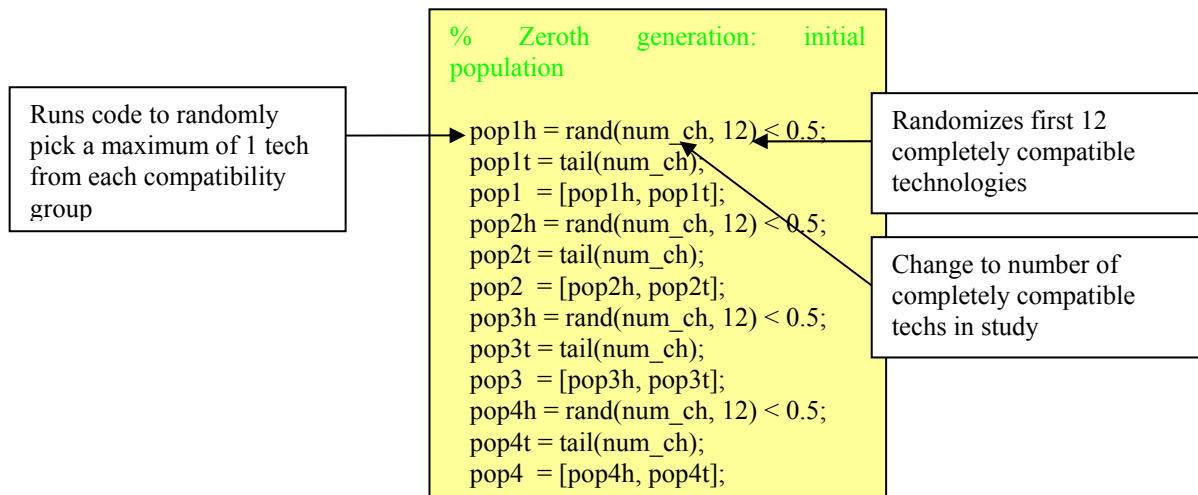 % Zeroth generation: initial
population
Runs code to randomly
pick a maximum of 1 tech
from each compatibility
group
pop1h = rand(num_ch, 12) < 0.5;
pop1t = tail(num_ch);
pop1 = [pop1h, pop1t];
pop2h = rand(num_ch, 12) < 0.5;
pop2t = tail(num_ch);
pop2 = [pop2h, pop2t];
pop3h = rand(num_ch, 12) < 0.5;
pop3t = tail(num_ch);
pop3 = [pop3h, pop3t];
pop4h = rand(num_ch, 12) < 0.5;
pop4t = tail(num_ch);
pop4 = [pop4h, pop4t];
Randomizes first 12
completely compatible
technologies
Change to number of
completely compatible
techs in study